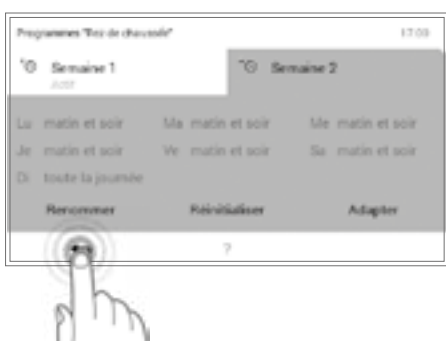 Programmes "Rez de chaussée" 17:00
Semaine 1 Semaine 2
Actif
Lu matin et soir Ma matin et soir Me matin et soir
Je matin et soir Ve matin et soir Sa matin et soir
Di toute la journée
Renommer Réinitialiser Adapter
?